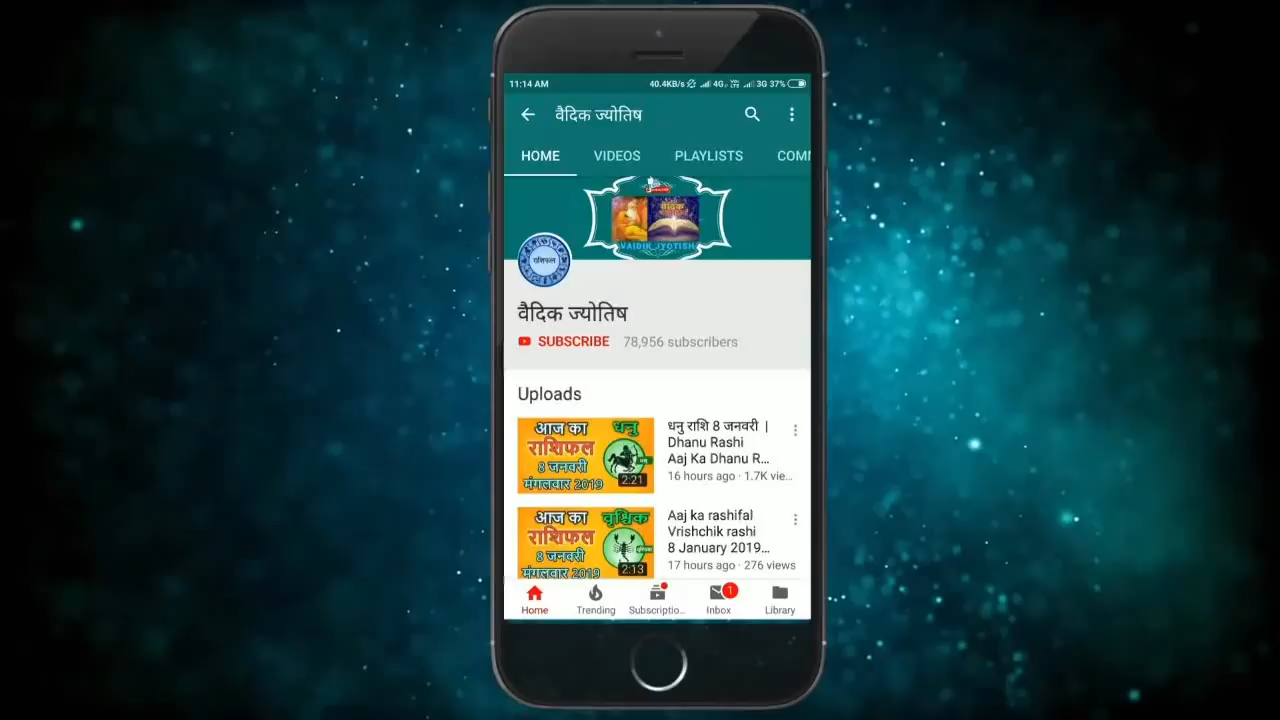 11:14 AM
40.4KB/s 4G 3G 37%
वैदिक ज्योतिष
HOME VIDEOS PLAYLISTS COMM
वैदिक
VAIDIK JYOTISH
राशिफल
वैदिक ज्योतिष
SUBSCRIBE 78,956 subscribers
Uploads
आज का धनु
राशिफल
8 जनवरी
मंगलवार 2019 2:21
धनु राशि 8 जनवरी |
Dhanu Rashi
Aaj Ka Dhanu R...
16 hours ago · 1.7K vie...
आज का वृश्चिक
राशिफल
8 जनवरी
मंगलवार 2019 2:13
Aaj ka rashifal
Vrishchik rashi
8 January 2019...
17 hours ago · 276 views
1
Home Trending Subscriptio... Inbox Library